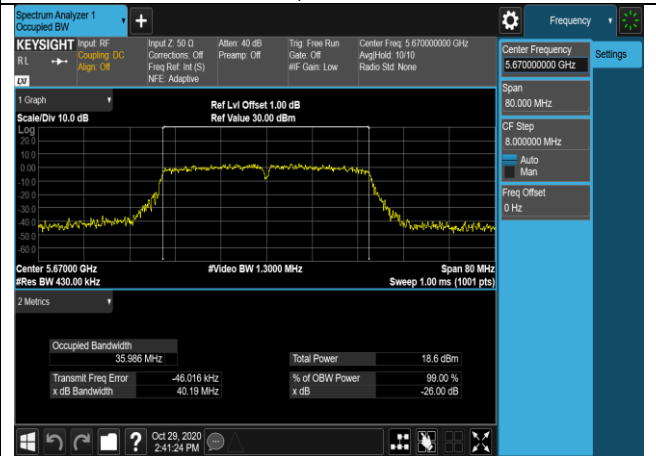 Spectrum Analyzer 1
Occupied BW
Frequency
KEYSIGHT
RL
LXI
Input: RF
Coupling: DC
Align: Off
Input Z: 50 Ω
Corrections: Off
Freq Ref: Int (S)
NFE: Adaptive
Atten: 40 dB
Preamp: Off
Trig: Free Run
Gate: Off
#IF Gain: Low
Center Freq: 5.670000000 GHz
Avg|Hold: 10/10
Radio Std: None
Center Frequency
5.670000000 GHz
Settings
Span
80.000 MHz
CF Step
8.000000 MHz
Auto
Man
Freq Offset
0 Hz
1 Graph
Scale/Div 10.0 dB
Ref Lvl Offset 1.00 dB
Ref Value 30.00 dBm
Log
20.0
10.0
0.00
-10.0
-20.0
-30.0
-40.0
-50.0
-60.0
Center 5.67000 GHz
#Video BW 1.3000 MHz
Span 80 MHz
#Res BW 430.00 kHz
Sweep 1.00 ms (1001 pts)
2 Metrics
Occupied Bandwidth
35.986 MHz
Total Power
18.6 dBm
Transmit Freq Error
-46.016 kHz
% of OBW Power
99.00 %
x dB Bandwidth
40.19 MHz
x dB
-26.00 dB
Oct 29, 2020
2:41:24 PM